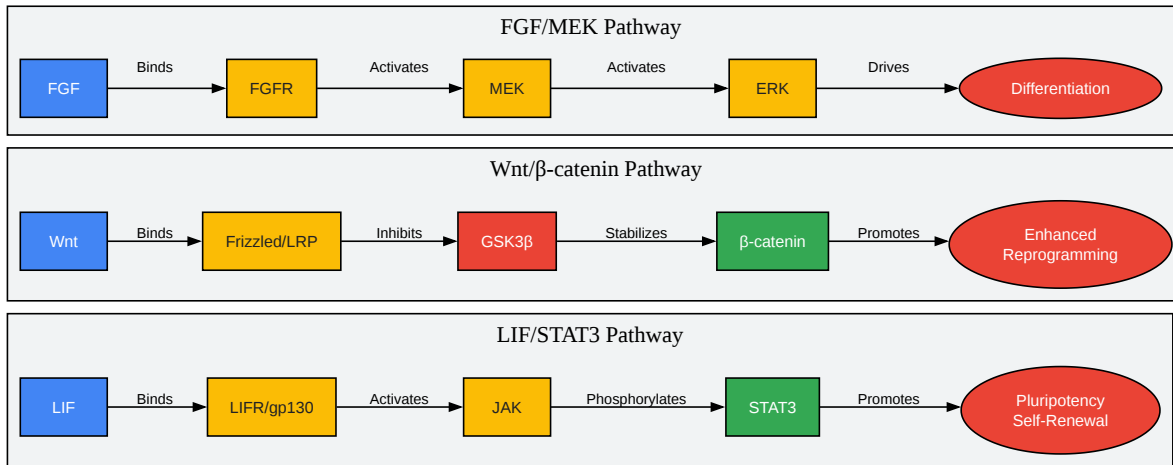 FGF/MEK Pathway
Binds
Activates
Activates
Drives
FGF
FGFR
MEK
ERK
Differentiation
Wnt/β-catenin Pathway
Binds
Inhibits
Stabilizes
Promotes
Wnt
Frizzled/LRP
GSK3β
β-catenin
Enhanced
Reprogramming
LIF/STAT3 Pathway
Binds
Activates
Phosphorylates
Promotes
LIF
LIFR/gp130
JAK
STAT3
Pluripotency
Self-Renewal